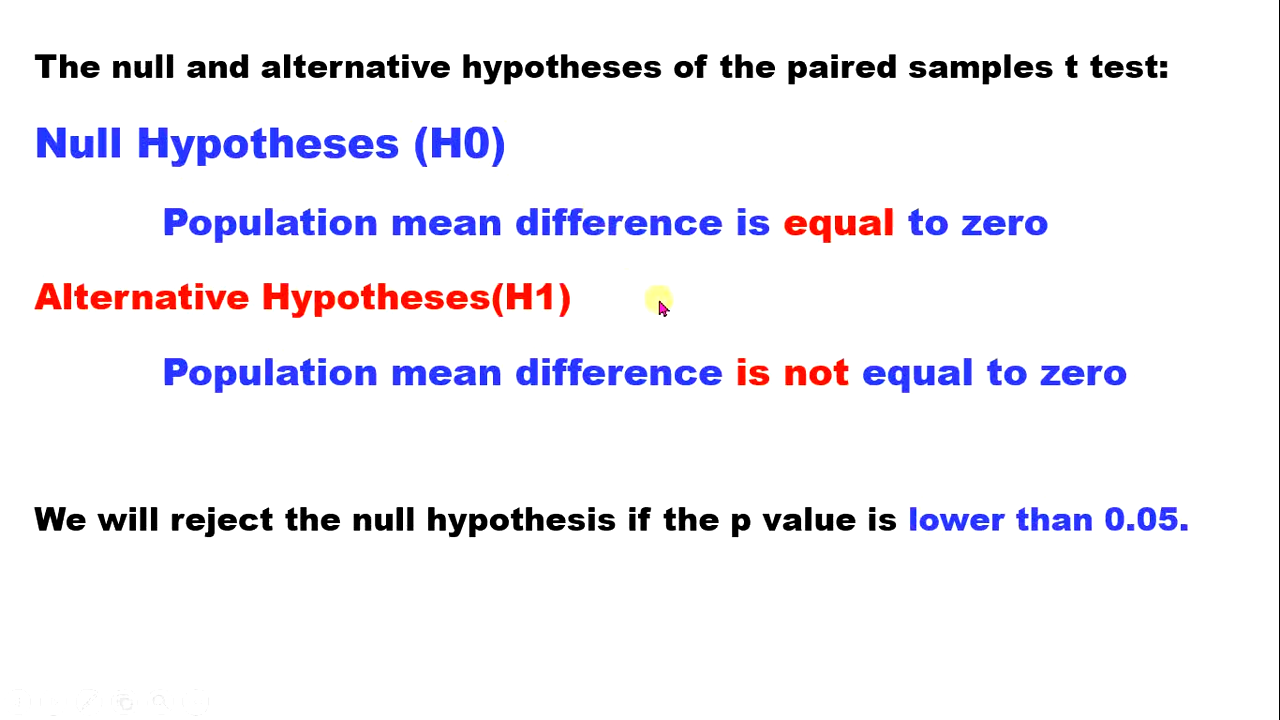 The null and alternative hypotheses of the paired samples t test:
Null Hypotheses (H0)
Population mean difference is equal to zero
Alternative Hypotheses(H1)
Population mean difference is not equal to zero
We will reject the null hypothesis if the p value is lower than 0.05.